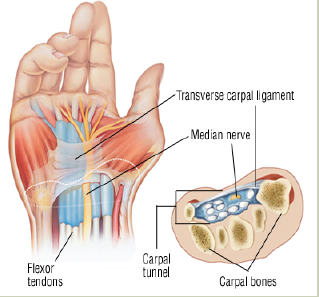 Transverse carpal ligament
Median nerve
Flexor
tendons
Carpal
tunnel
Carpal bones